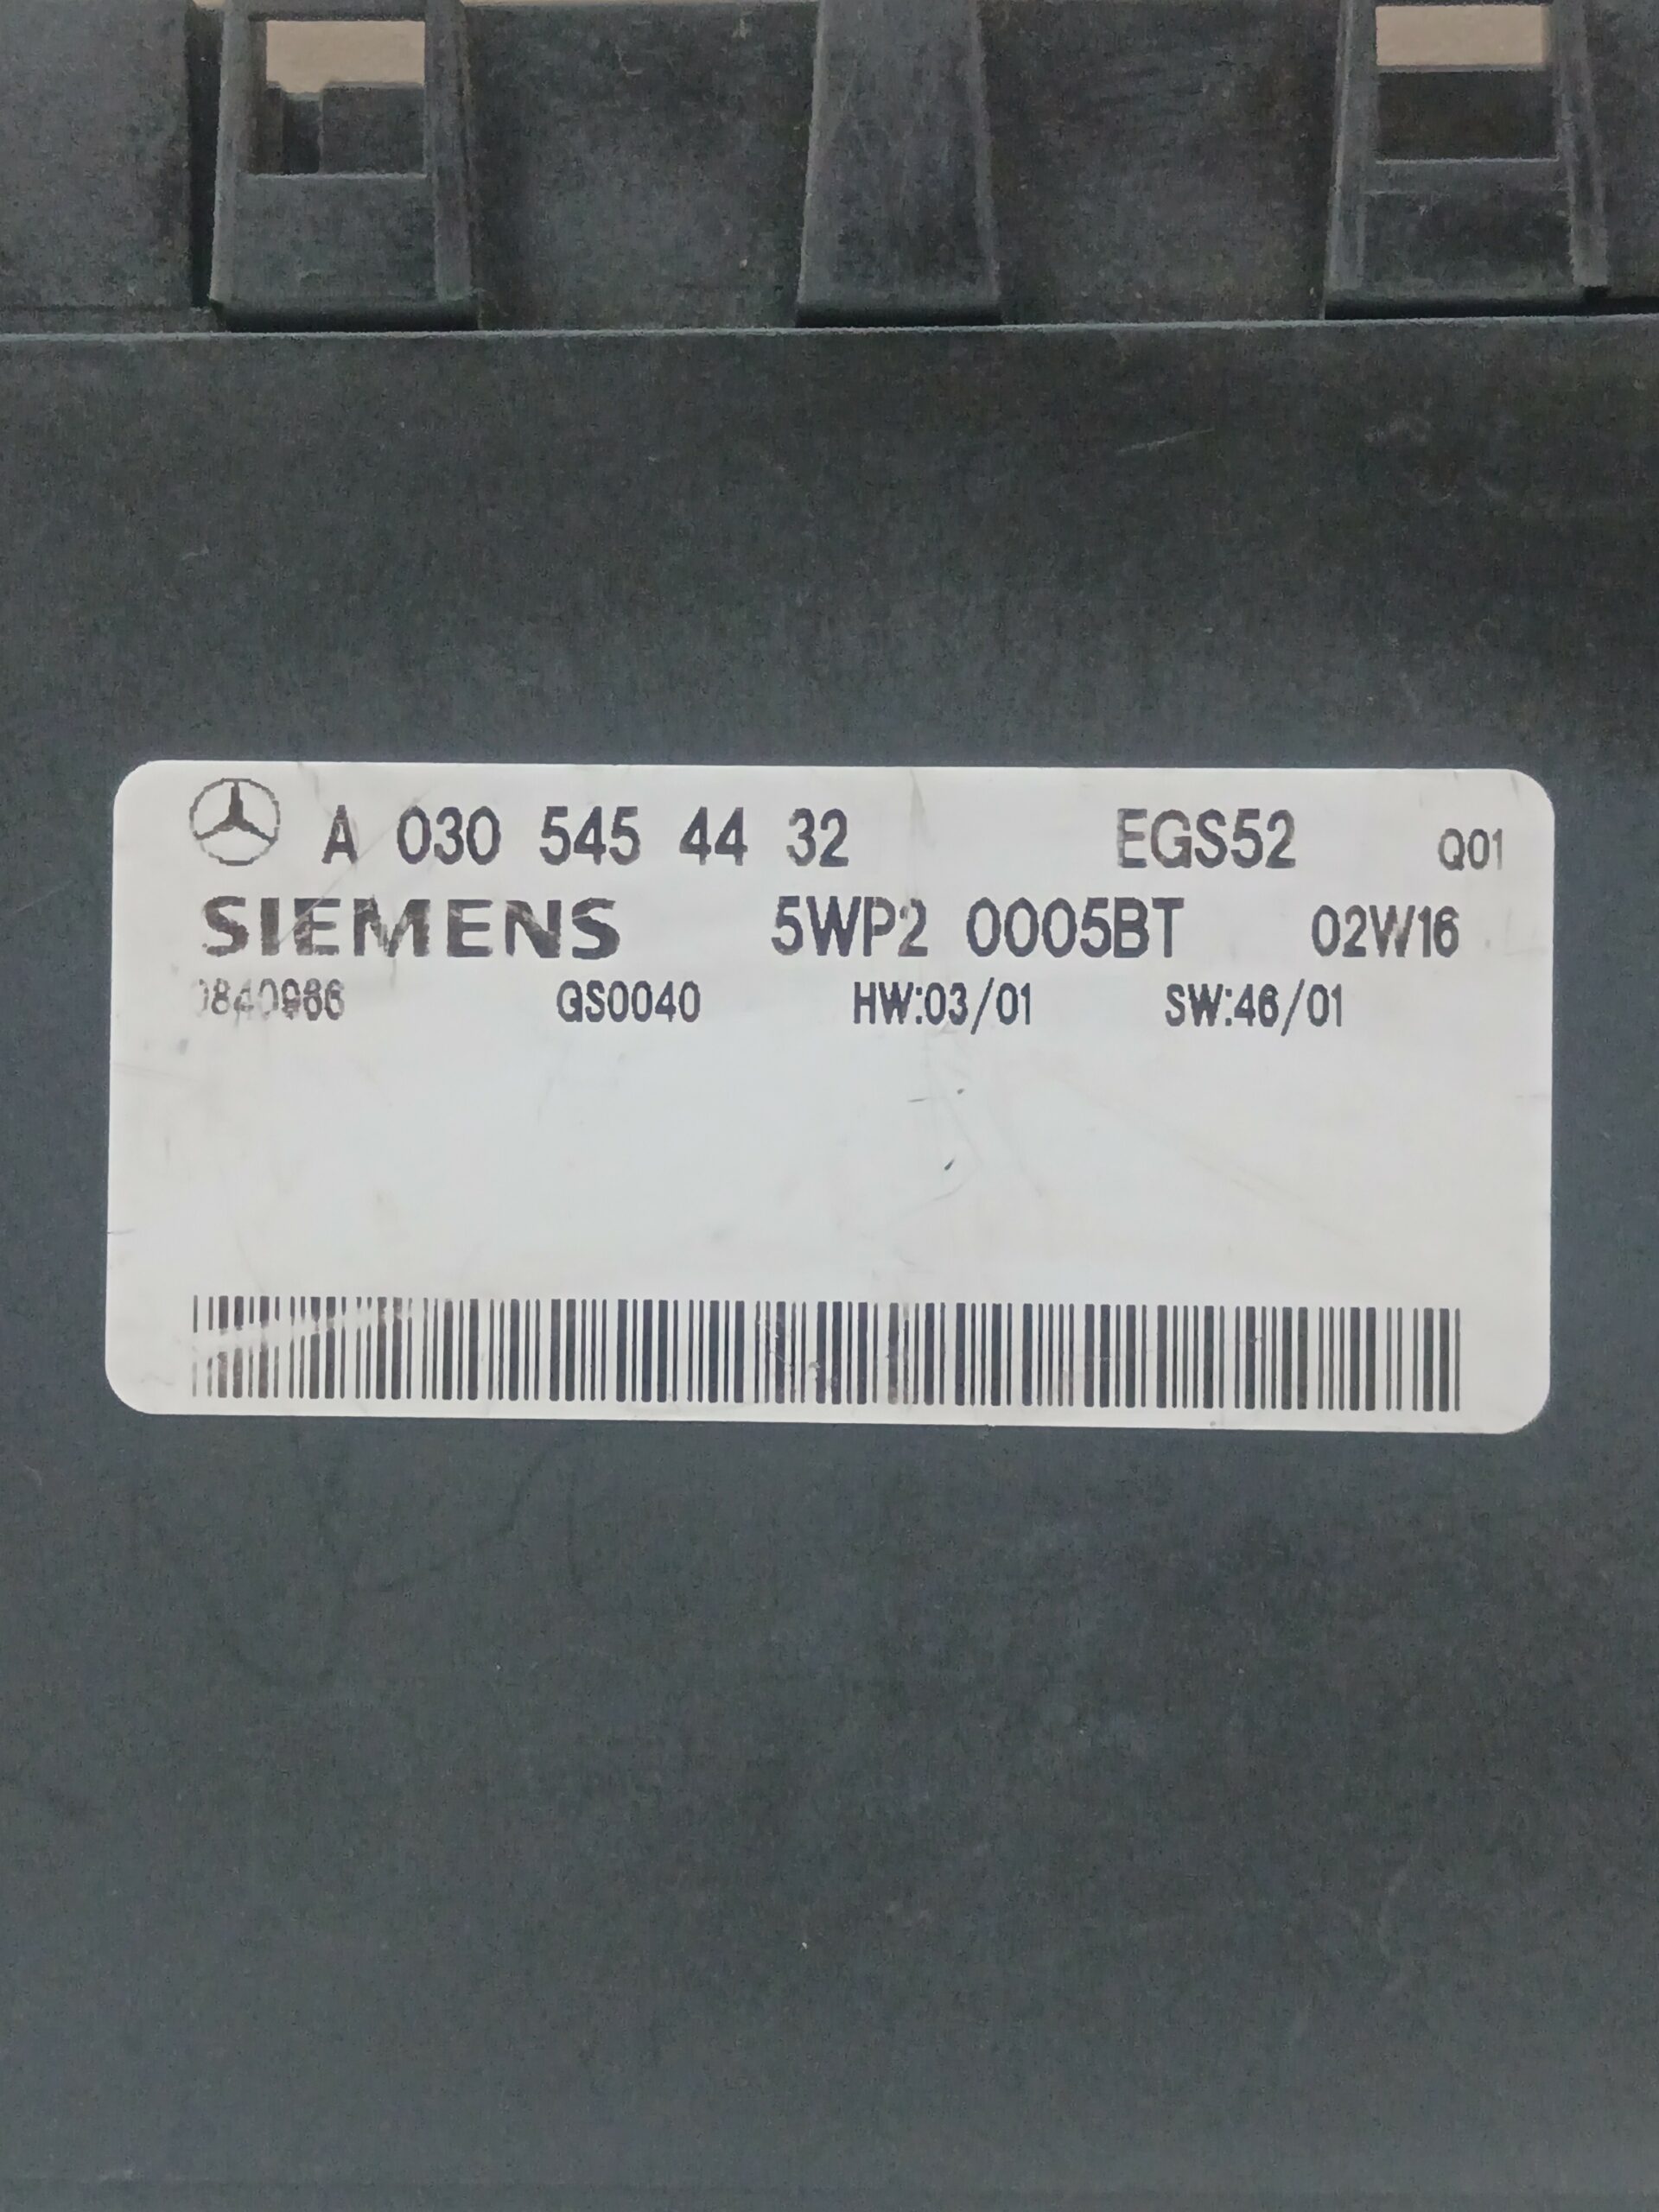 A 030 545 44 32 EGS52 Q01
SIEMENS 5WP2 0005BT 02W16
GS0040 HW:03/01 SW:46/01